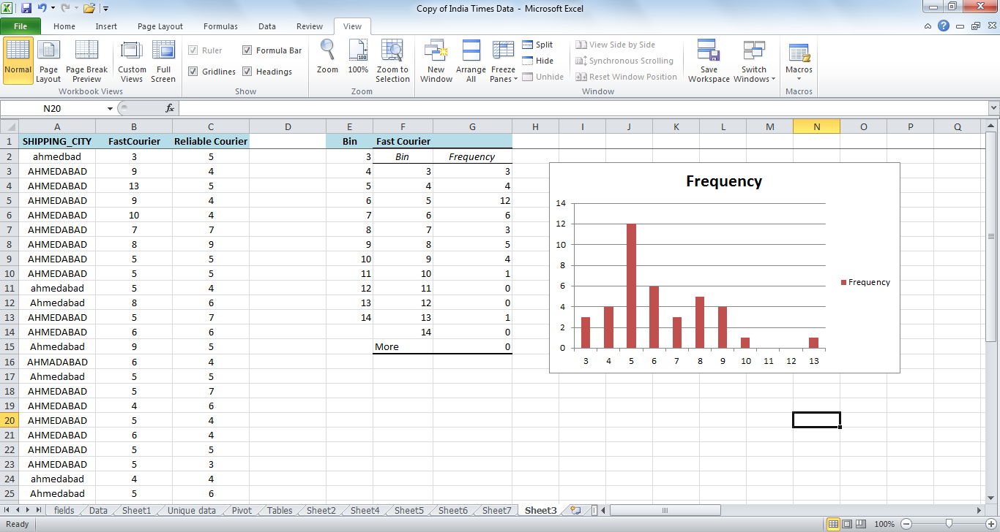 Copy of India Times Data - Microsoft Excel
File Home Insert Page Layout Formulas Data Review View
Normal Page Layout Page Break Preview Custom Views Full Screen
Workbook Views
Ruler Formula Bar
Gridlines Headings
Show
Zoom 100% Zoom to Selection
Zoom
New Window Arrange All Freeze Panes
Split
Hide
Unhide
View Side by Side
Synchronous Scrolling
Reset Window Position
Window
Save Workspace Switch Windows
Macros
Macros
N20 fx
A B C D E F G H I J K L M N O P Q
1 SHIPPING_CITY FastCourier Reliable Courier Bin Fast Courier
2 ahmedbad 3 5 3 Bin Frequency
3 AHMEDABAD 9 4 4 3 3
4 AHMEDABAD 13 5 5 4 4
5 AHMEDABAD 9 4 6 5 12
6 AHMEDABAD 10 4 7 6 6
7 AHMEDABAD 7 7 8 7 3
8 AHMEDABAD 8 9 9 8 5
9 AHMEDABAD 5 5 10 9 4
10 AHMEDABAD 5 5 11 10 1
11 ahmedabad 5 4 12 11 0
12 Ahmedabad 8 6 13 12 0
13 AHMEDABAD 5 7 14 13 1
14 AHMEDABAD 6 6 14 0
15 Ahmedabad 9 5 More 0
16 AHMADABAD 6 4
17 Ahmedabad 5 5
18 AHMEDABAD 5 7
19 AHMEDABAD 4 6
20 AHMEDABAD 5 4
21 AHMEDABAD 6 4
22 AHMEDABAD 5 5
23 AHMEDABAD 5 3
24 ahmedabad 4 4
25 Ahmedabad 5 6
Frequency
14
12
10
8
6
4
2
0
3 4 5 6 7 8 9 10 11 12 13
Frequency
fields Data Sheet1 Unique data Pivot Tables Sheet2 Sheet4 Sheet5 Sheet6 Sheet7 Sheet3
Ready 100%